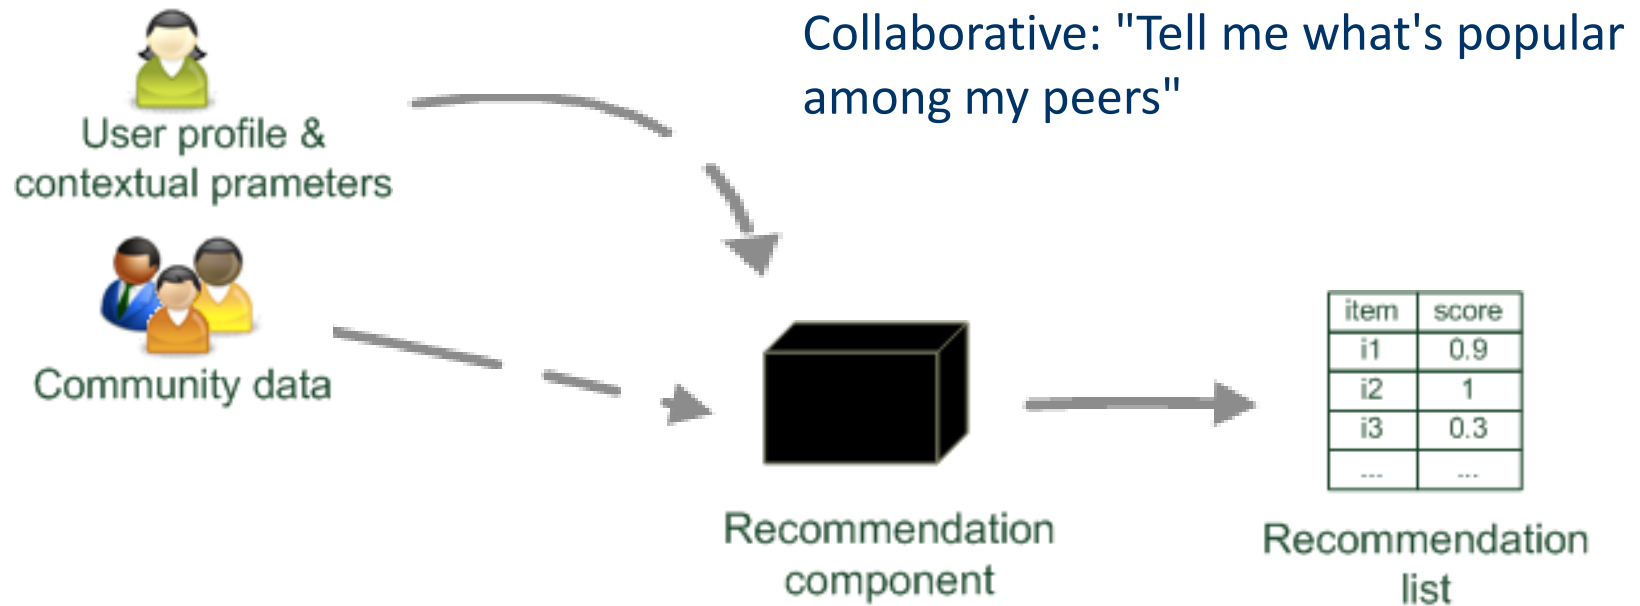 Collaborative: "Tell me what's popular
among my peers"
User profile &
contextual prameters
Community data
item score
i1 0.9
i2 1
i3 0.3
... ...
Recommendation
component
Recommendation
list